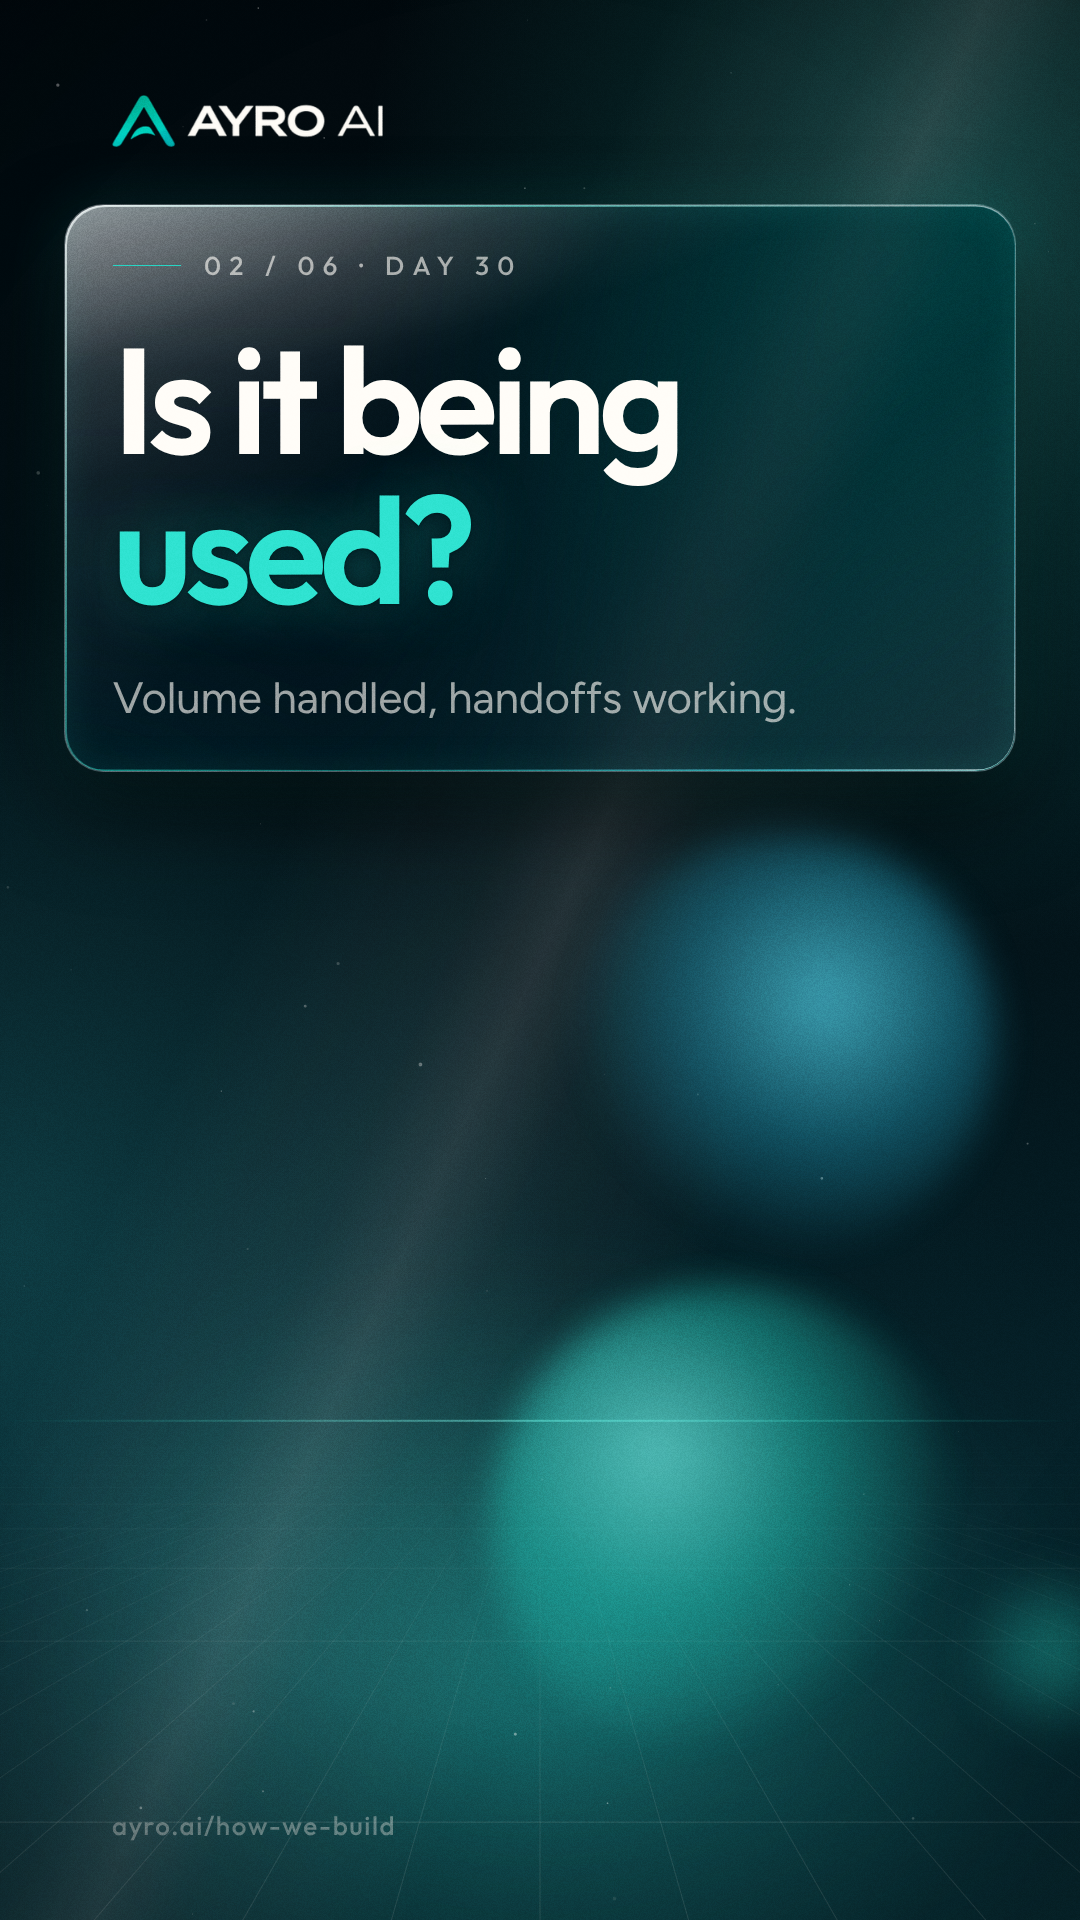 AYRO AI
02 / 06 · DAY 30
Is it being
used?
Volume handled, handoffs working.
ayro.ai/how-we-build